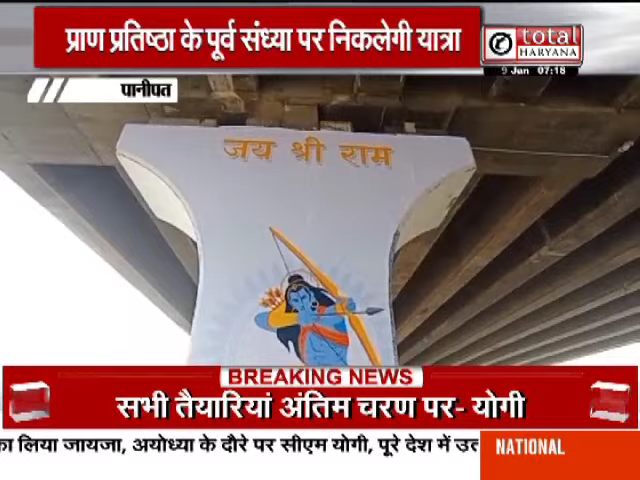 प्राण प्रतिष्ठा के पूर्व संध्या पर निकलेगी यात्रा
total
HARYANA
9 Jan 07:18
पानीपत
जय श्री राम
BREAKING NEWS
सभी तैयारियां अंतिम चरण पर- योगी
का लिया जायजा, अयोध्या के दौरे पर सीएम योगी, पूरे देश में उत
NATIONAL